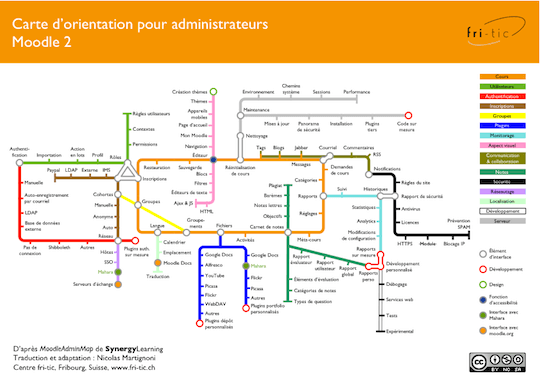 Carte d'orientation pour administrateurs
Moodle 2
fri-tic
Création thèmes
Thèmes
Appareils
mobiles
Page d'accueil
Mon Moodle
Navigation
Éditeur
Environnement
Chemins
système
Sessions
Performance
Maintenance
Mises à jour
Panorama
de sécurité
Installation
Plugins
tiers
Code sur
mesure
Nettoyage
Règles utilisateurs
Connexions
Permissions
Authenti-
fication
Importation
Action
en lots
Profil
Rôles
Paypal
LDAP
Externe
IMS
Inscriptions
Restauration
Sauvegarde
Blocs
Filtres
Éditeurs de texte
Ajax & JS
HTML
Réinitialisation
de cours
Tags
Blogs
Jabber
Messages
Courriel
Commentaires
RSS
Demandes
de cours
Notifications
Manuelle
Auto-enregistrement
par courriel
LDAP
Base de données
externe
Pas de
connexion
Shibboleth
Autres
Plugin auth.
sur mesure
Cohortes
Manuelle
Anonyme
Auto
Réseau
Hôtes
SSO
Mahara
Serveurs d'échange
Groupes
Groupe-
ments
Langue
Calendrier
Emplacement
Moodle Docs
Traduction
Fichiers
Activités
Google Docs
Alfresco
YouTube
Picasa
Flickr
WebDAV
Autres
Plugins dépôt
personnalisés
Google Docs
Mahara
Flickr
Picasa
Autres
Plugins portfolio
personnalisés
Plagiat
Barèmes
Notes lettres
Objectifs
Carnet de notes
Méta-cours
Catégories
Rapports
Réglages
Suivi
Historiques
Statistiques
Analytics
Modifications
de configuration
Rapports
sur mesure
Rapport
évaluateur
Rapport
utilisateur
Rapport
global
Rapports
perso
Éléments d'évaluation
Catégories de notes
Types de question
Règles du site
Rapport de sécurité
Antivirus
Licences
HTTPS
Module
Blocage IP
Prévention
SPAM
Développement
personnalisé
Débogage
Services web
Tests
Expérimental
Cours
Utilisateurs
Authentification
Inscriptions
Groupes
Plugins
Monitorage
Aspect visuel
Communication
& collaboration
Notes
Sécurité
Réseautage
Localisation
Développement
Serveur
Élément
d'interface
Développement
Design
Fonction
d'accessibilité
Interface avec
Mahara
Interface avec
moodle.org
D'après MoodleAdminMap de SynergyLearning
Traduction et adaptation : Nicolas Martignoni
Centre fri-tic, Fribourg, Suisse, www.fri-tic.ch
CC
BY NC SA